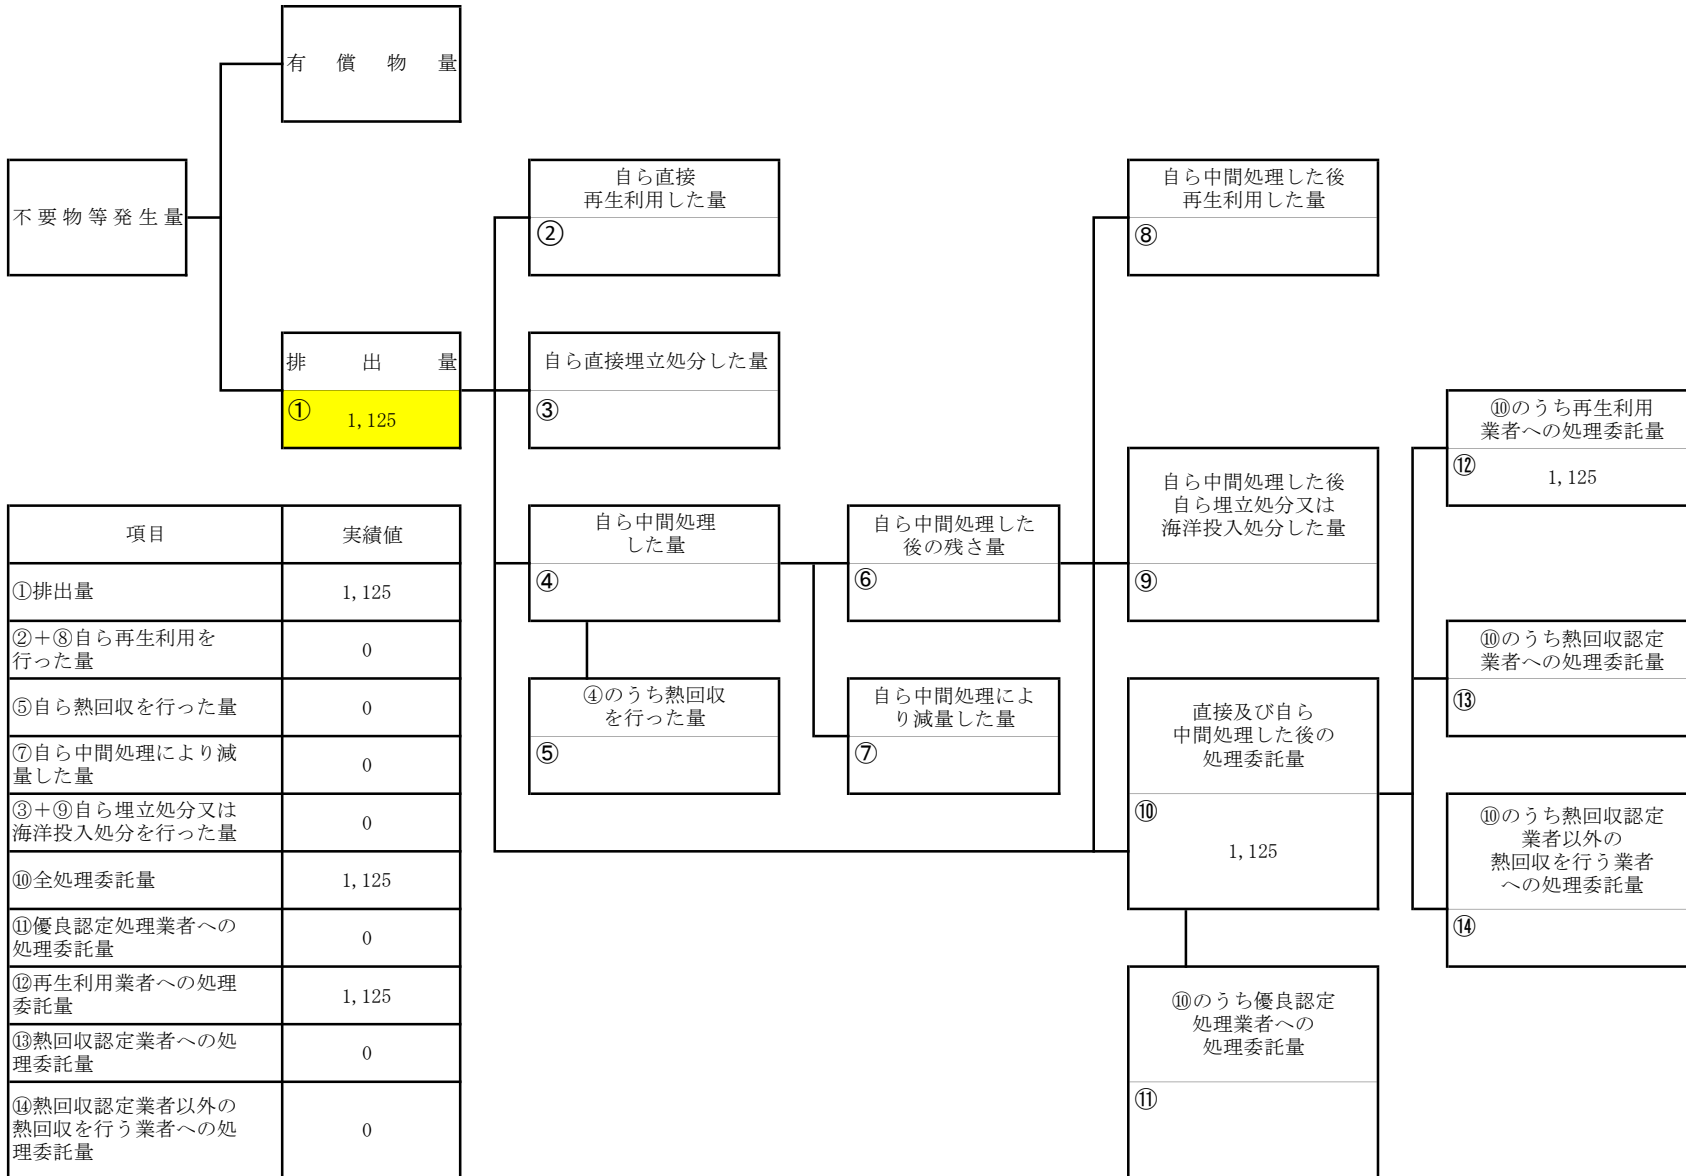 有償物量
不要物等発生量
排出量
① 1,125
自ら直接
再生利用した量
②
自ら直接埋立処分した量
③
自ら中間処理
した量
④
④のうち熱回収
を行った量
⑤
自ら中間処理した
後の残さ量
⑥
自ら中間処理によ
り減量した量
⑦
自ら中間処理した後
再生利用した量
⑧
自ら中間処理した後
自ら埋立処分又は
海洋投入処分した量
⑨
直接及び自ら
中間処理した後の
処理委託量
⑩
1,125
⑩のうち優良認定
処理業者への
処理委託量
⑪
⑩のうち再生利用
業者への処理委託量
⑫ 1,125
⑩のうち熱回収認定
業者への処理委託量
⑬
⑩のうち熱回収認定
業者以外の
熱回収を行う業者
への処理委託量
⑭
項目 実績値
①排出量 1,125
②+⑧自ら再生利用を
行った量 0
⑤自ら熱回収を行った量 0
⑦自ら中間処理により減
量した量 0
③+⑨自ら埋立処分又は
海洋投入処分を行った量 0
⑩全処理委託量 1,125
⑪優良認定処理業者への
処理委託量 0
⑫再生利用業者への処理
委託量 1,125
⑬熱回収認定業者への処
理委託量 0
⑭熱回収認定業者以外の
熱回収を行う業者への処
理委託量 0